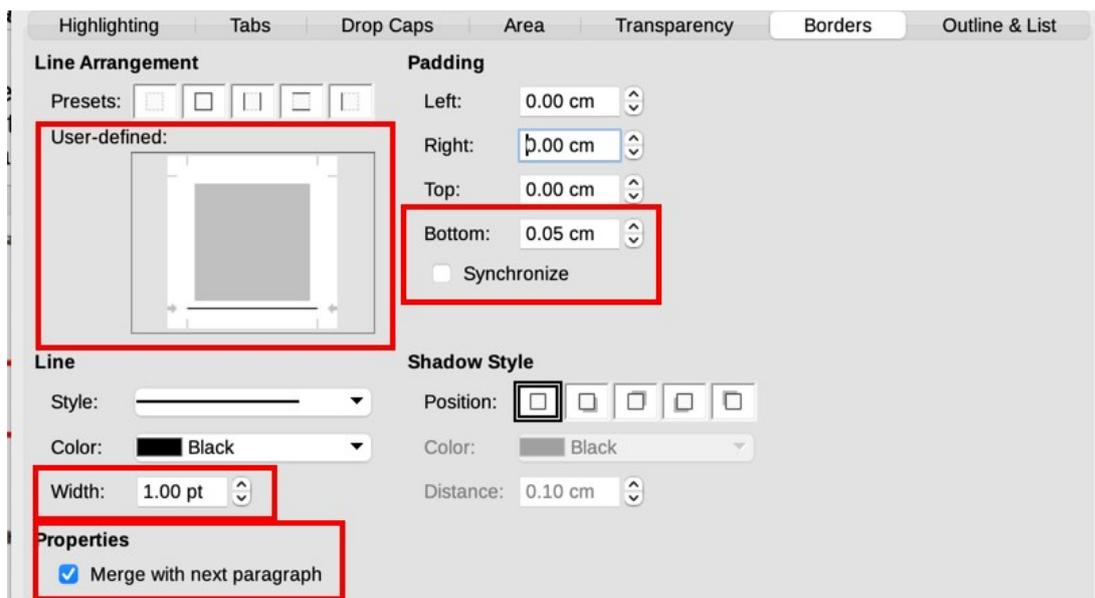 Highlighting Tabs Drop Caps Area Transparency Borders Outline & List
Line Arrangement
Presets:
User-defined:
Padding
Left: 0.00 cm
Right: 0.00 cm
Top: 0.00 cm
Bottom: 0.05 cm
Synchronize
Line
Style:
Color: Black
Width: 1.00 pt
Shadow Style
Position:
Color: Black
Distance: 0.10 cm
Properties
Merge with next paragraph